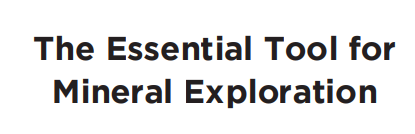 The Essential Tool for
Mineral Exploration